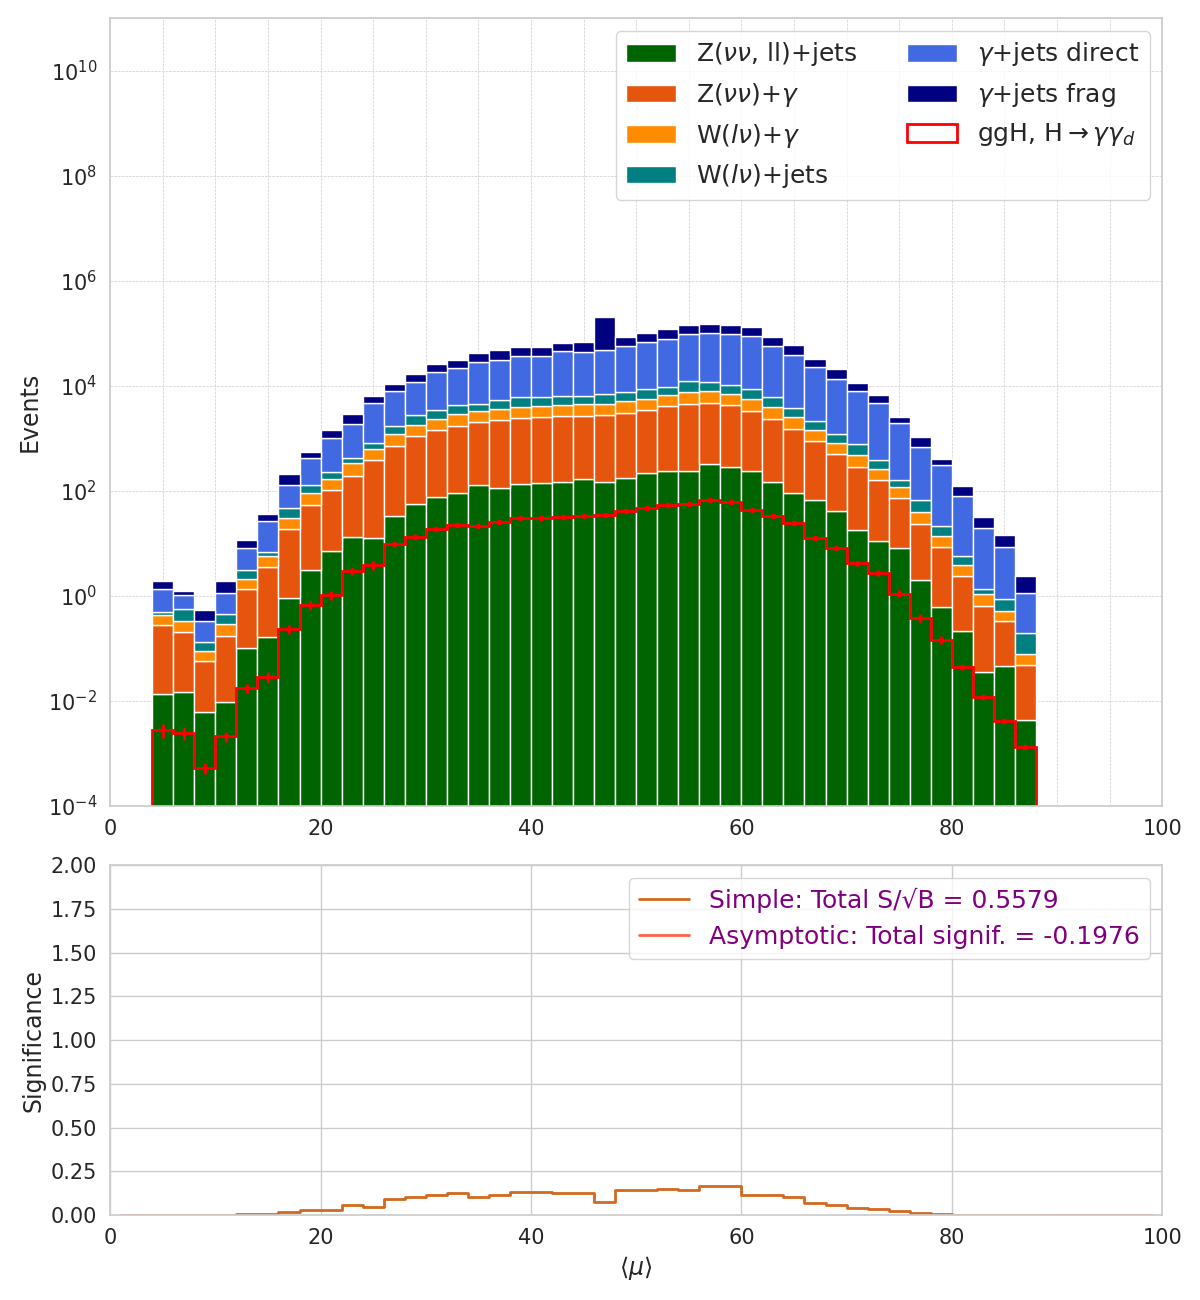 Z(νν, ll)+jets
Z(νν)+γ
W(lν)+γ
W(lν)+jets
γ+jets direct
γ+jets frag
ggH, H→γγ_d
Events
10^10
10^8
10^6
10^4
10^2
10^0
10^−2
10^−4
0 20 40 60 80 100
Simple: Total S/√B = 0.5579
Asymptotic: Total signif. = -0.1976
Significance
2.00
1.75
1.50
1.25
1.00
0.75
0.50
0.25
0.00
0 20 40 60 80 100
⟨μ⟩